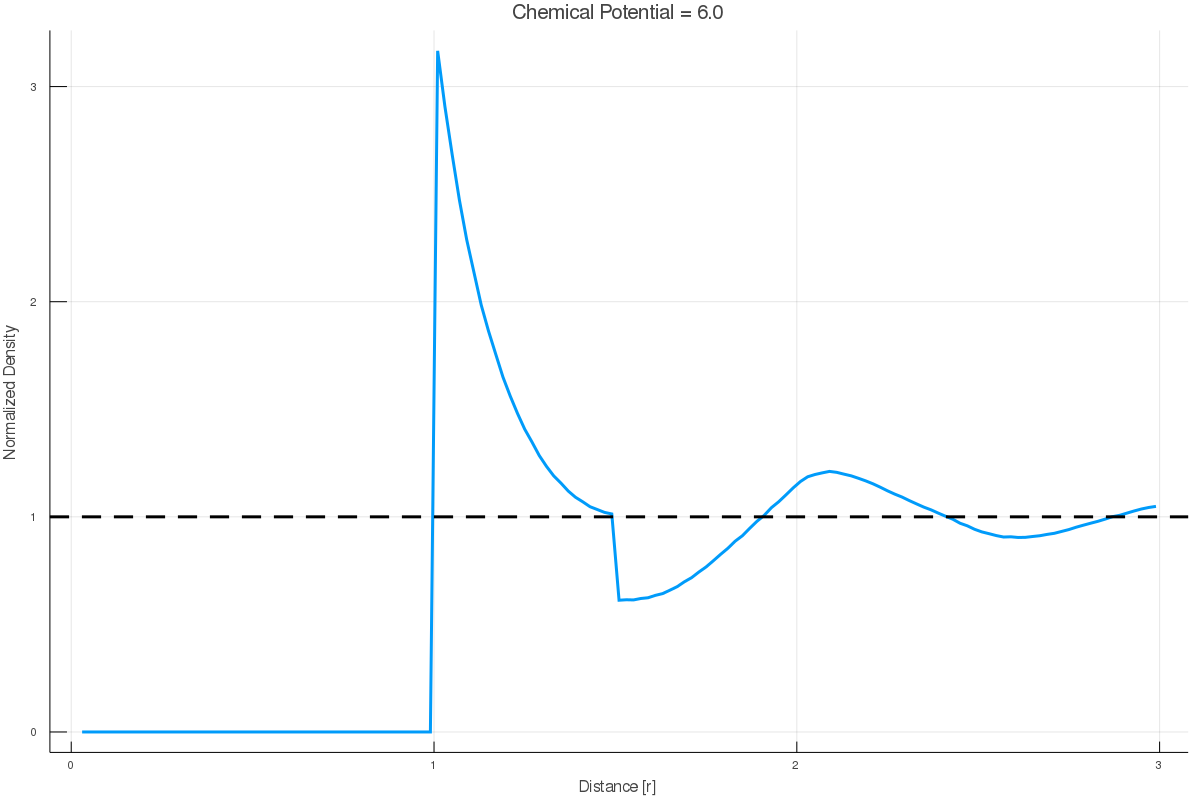 Chemical Potential = 6.0
Normalized Density
3
2
1
0
0
1
2
3
Distance [r]